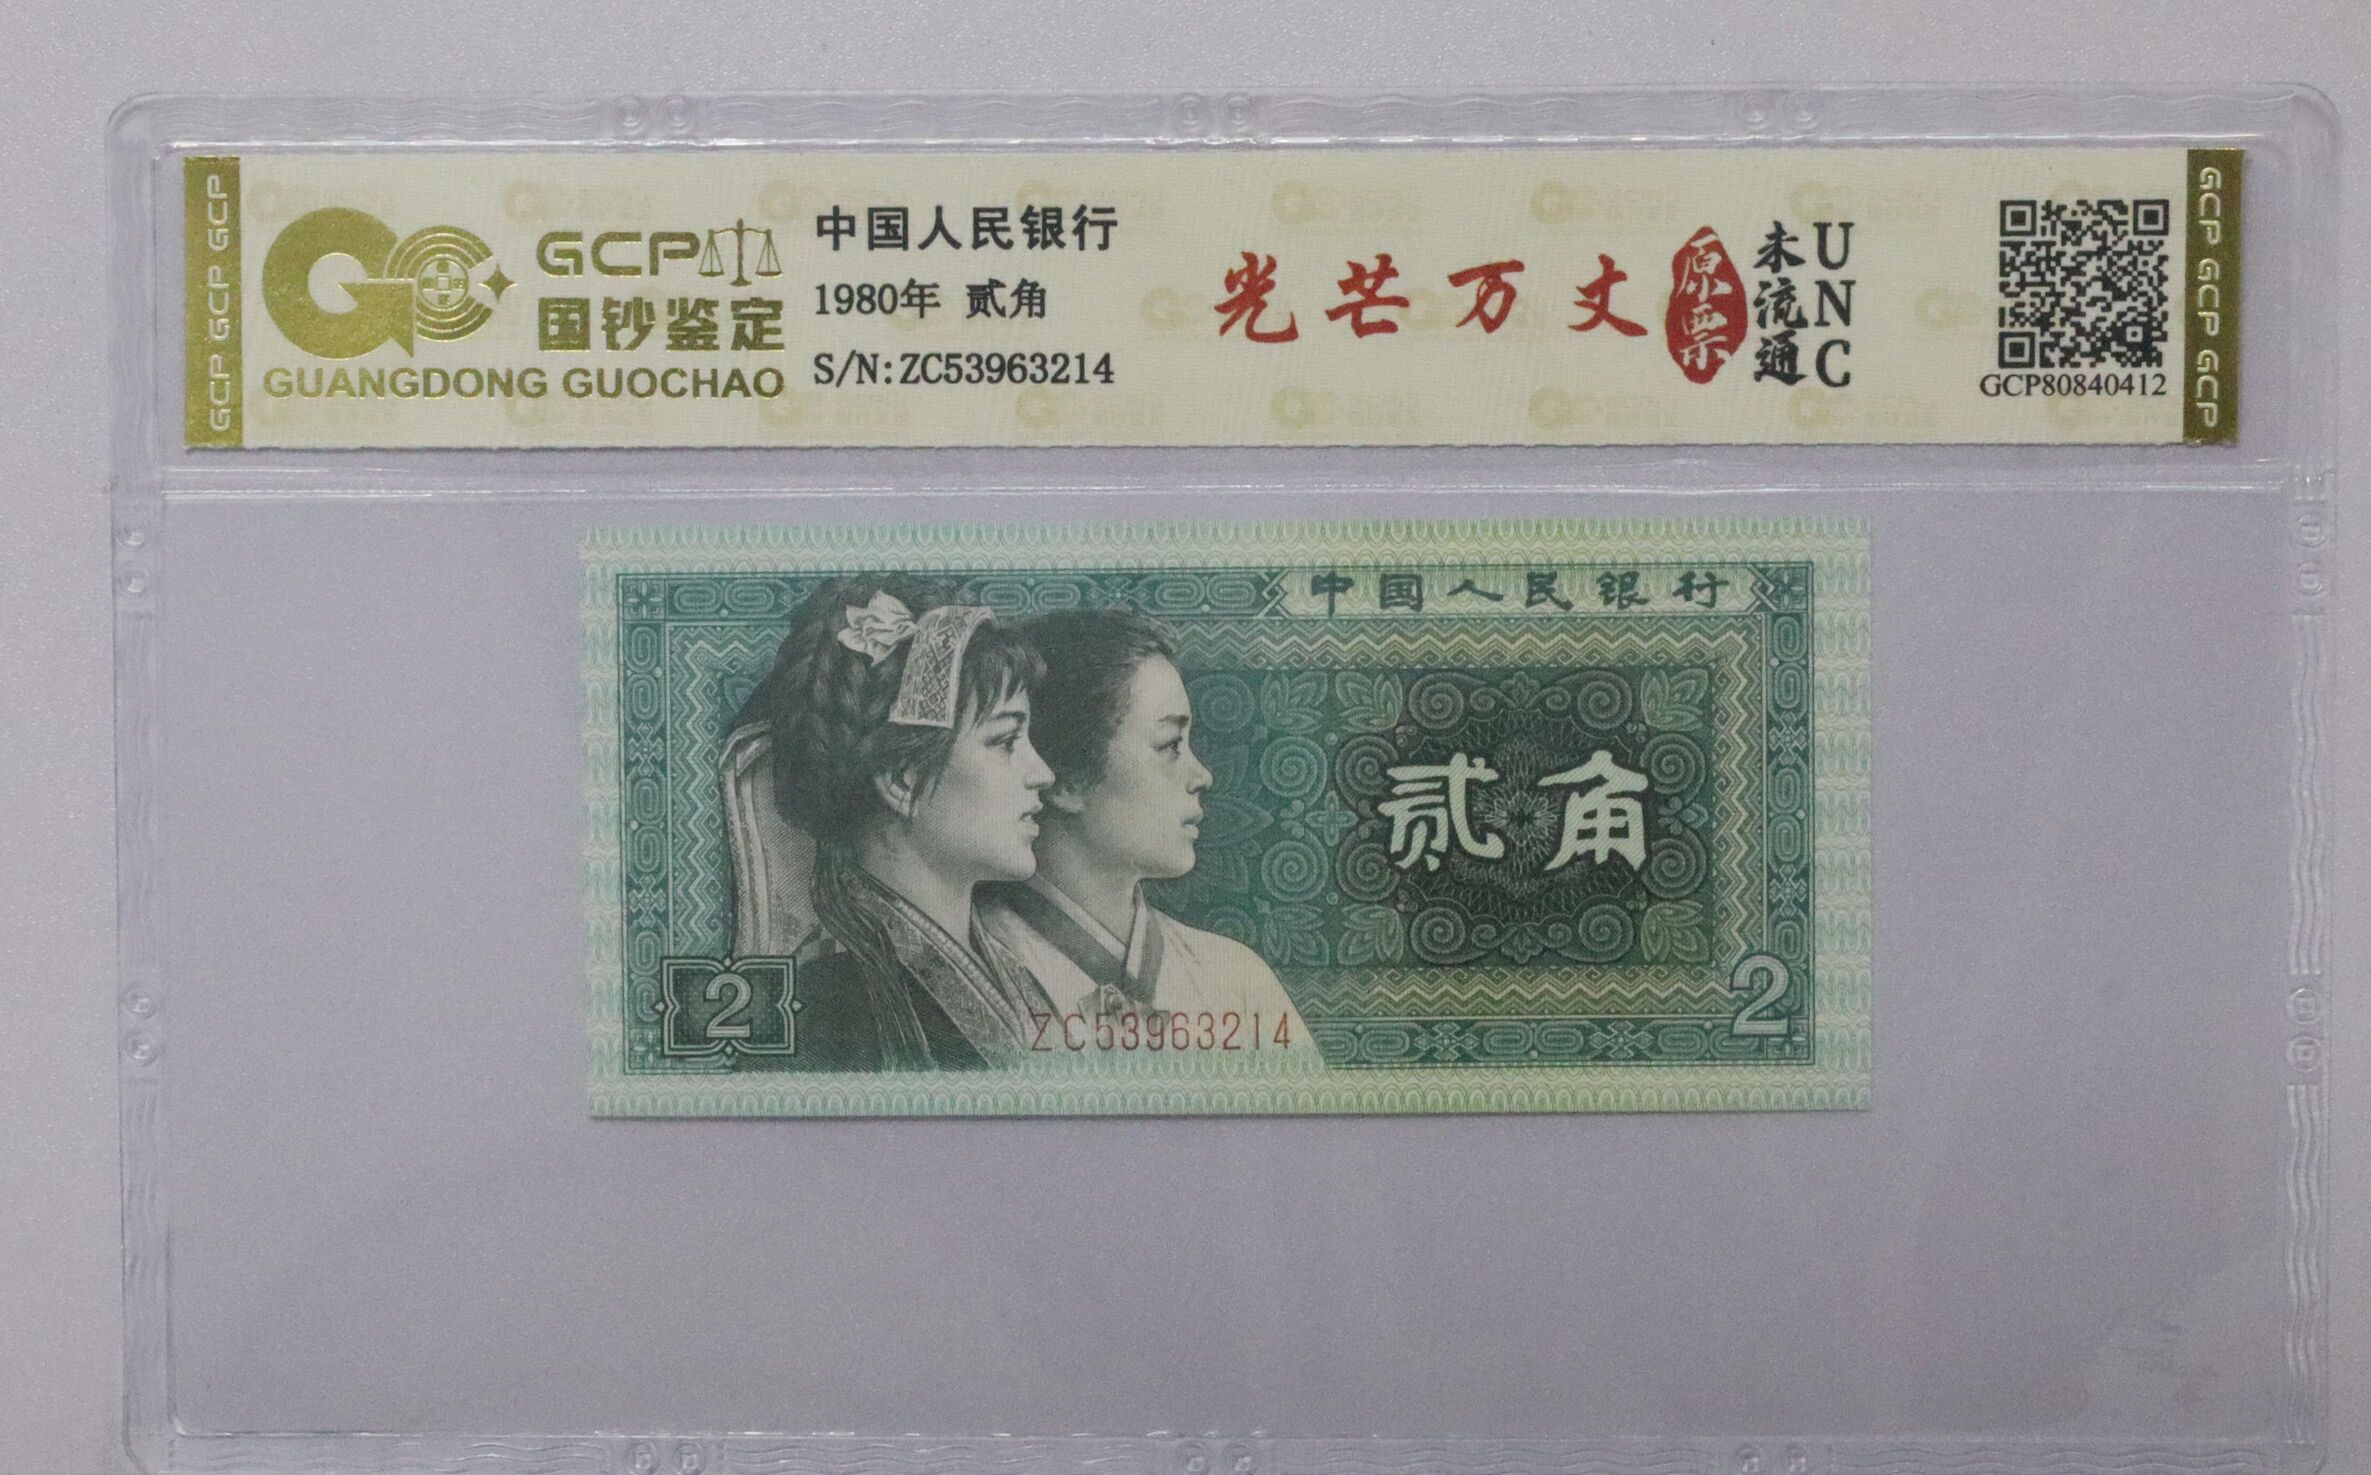 GCP GCP GCP
GCP
国钞鉴定
GUANGDONG GUOCHAO
中国人民银行
1980年 贰角
S/N:ZC53963214
光芒万丈
原票
未流通
UNC
GCP80840412
GCP GCP GCP
中国人民银行
贰角
2
2
ZC53963214